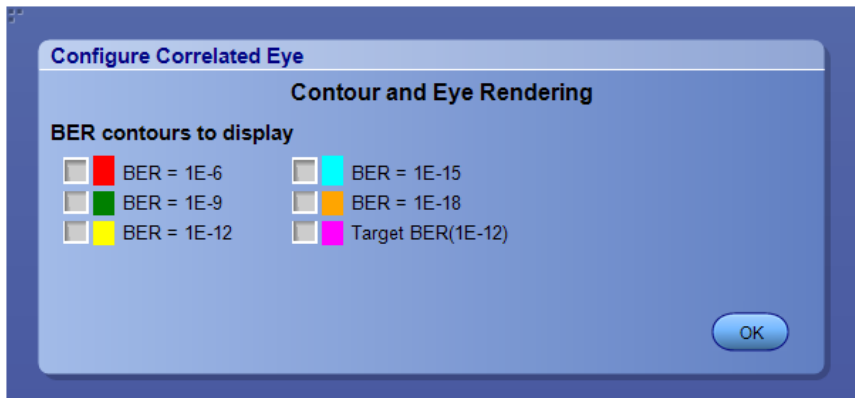 Configure Correlated Eye
Contour and Eye Rendering
BER contours to display
BER = 1E-6
BER = 1E-15
BER = 1E-9
BER = 1E-18
BER = 1E-12
Target BER(1E-12)
OK